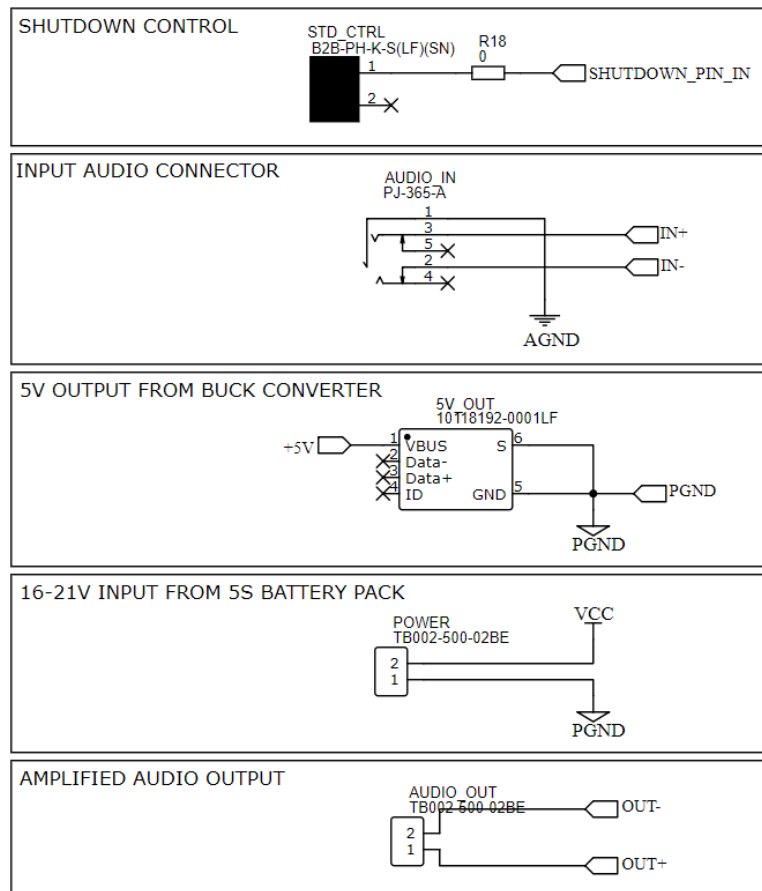 SHUTDOWN CONTROL
STD_CTRL
B2B-PH-K-S(LF)(SN)
R18
0
1
SHUTDOWN_PIN_IN
2
INPUT AUDIO CONNECTOR
AUDIO_IN
PJ-365-A
1
3
IN+
5
2
IN-
4
AGND
5V OUTPUT FROM BUCK CONVERTER
5V_OUT
10118192-0001LF
+5V
1
VBUS
S
6
2
Data-
3
Data+
4
ID
GND
5
PGND
PGND
16-21V INPUT FROM 5S BATTERY PACK
POWER
TB002-500-02BE
VCC
2
1
PGND
AMPLIFIED AUDIO OUTPUT
AUDIO_OUT
TB002-500-02BE
OUT-
2
1
OUT+